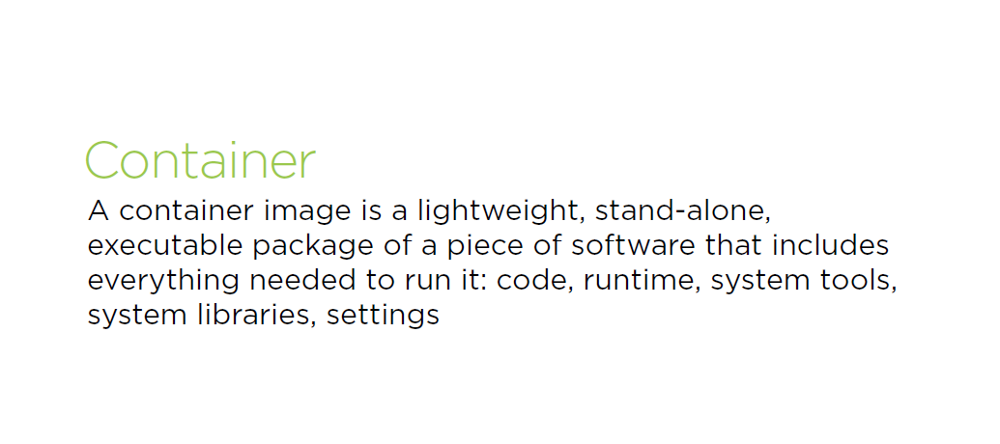 Container
A container image is a lightweight, stand-alone,
executable package of a piece of software that includes
everything needed to run it: code, runtime, system tools,
system libraries, settings